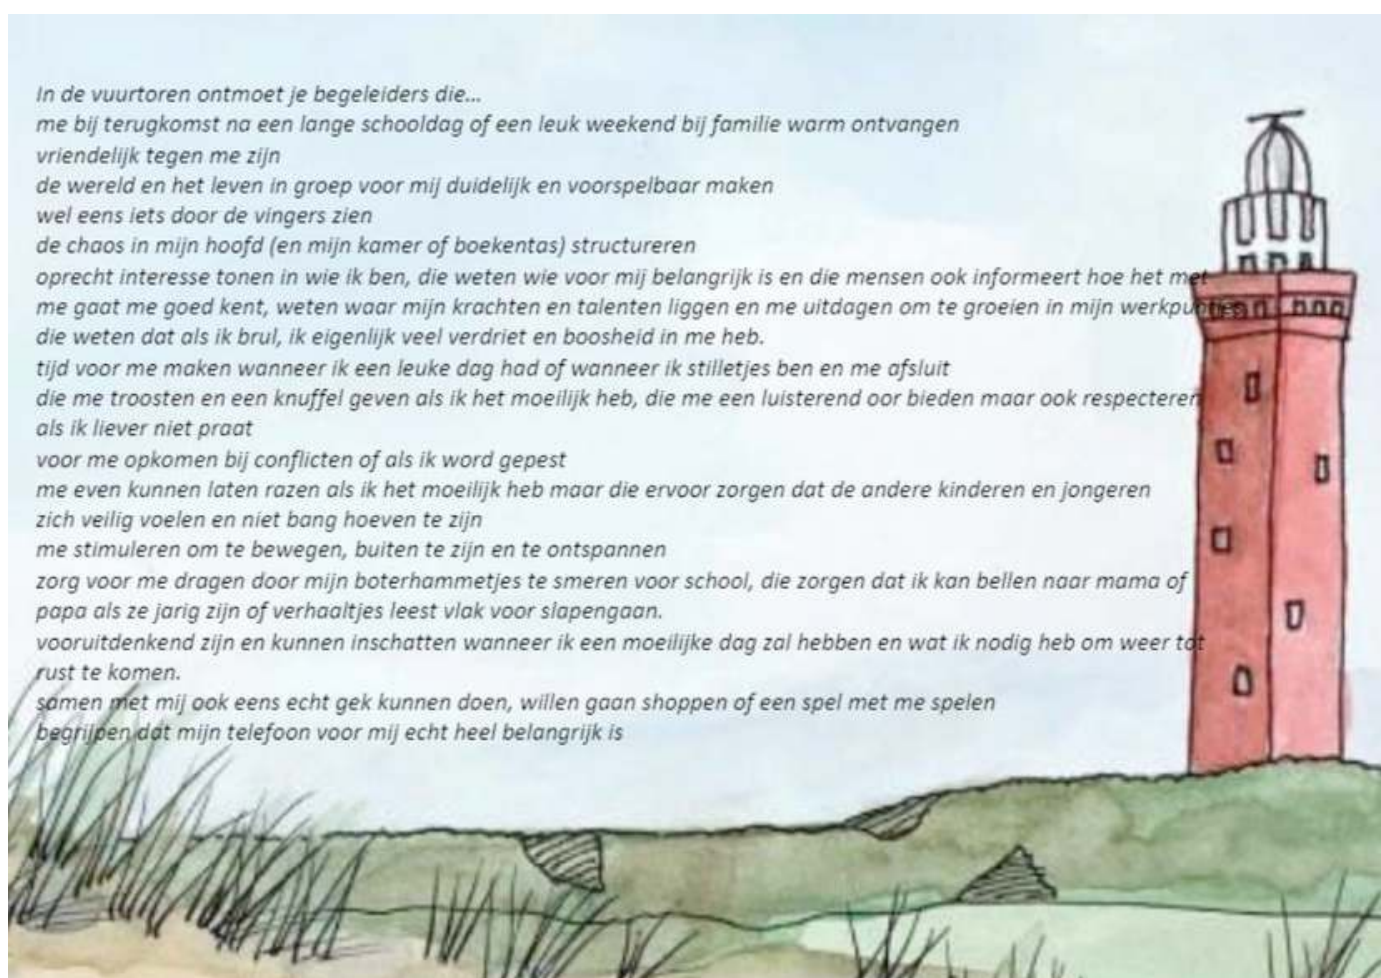 In de vuurtoren ontmoet je begeleiders die...
me bij terugkomst na een lange schooldag of een leuk weekend bij familie warm ontvangen
vriendelijk tegen me zijn
de wereld en het leven in groep voor mij duidelijk en voorspelbaar maken
wel eens iets door de vingers zien
de chaos in mijn hoofd (en mijn kamer of boekentas) structureren
oprecht interesse tonen in wie ik ben, die weten wie voor mij belangrijk is en die mensen ook informeert hoe het met
me gaat me goed kent, weten waar mijn krachten en talenten liggen en me uitdagen om te groeien in mijn werkpunten
die weten dat als ik brul, ik eigenlijk veel verdriet en boosheid in me heb.
tijd voor me maken wanneer ik een leuke dag had of wanneer ik stilletjes ben en me afsluit
die me troosten en een knuffel geven als ik het moeilijk heb, die me een luisterend oor bieden maar ook respecteren
als ik liever niet praat
voor me opkomen bij conflicten of als ik word gepest
me even kunnen laten razen als ik het moeilijk heb maar die ervoor zorgen dat de andere kinderen en jongeren
zich veilig voelen en niet bang hoeven te zijn
me stimuleren om te bewegen, buiten te zijn en te ontspannen
zorg voor me dragen door mijn boterhammetjes te smeren voor school, die zorgen dat ik kan bellen naar mama of
papa als ze jarig zijn of verhaaltjes leest vlak voor slapengaan.
vooruitdenkend zijn en kunnen inschatten wanneer ik een moeilijke dag zal hebben en wat ik nodig heb om weer tot
rust te komen.
samen met mij ook eens echt gek kunnen doen, willen gaan shoppen of een spel met me spelen
begrijpen dat mijn telefoon voor mij echt heel belangrijk is